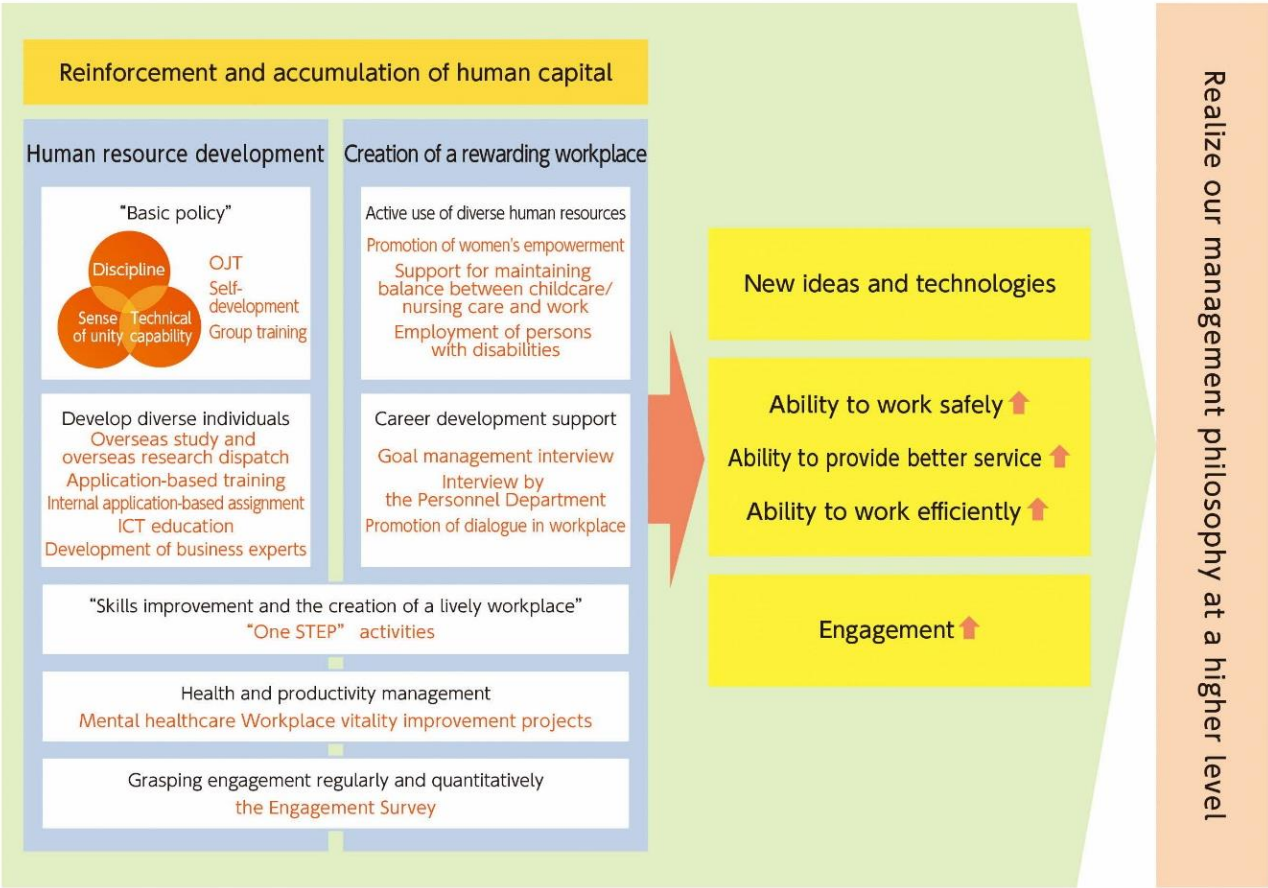 Reinforcement and accumulation of human capital
Human resource development
"Basic policy"
Discipline
Sense
of unity
Technical
capability
OJT
Self-
development
Group training
Develop diverse individuals
Overseas study and
overseas research dispatch
Application-based training
Internal application-based assignment
ICT education
Development of business experts
Creation of a rewarding workplace
Active use of diverse human resources
Promotion of women's empowerment
Support for maintaining
balance between childcare/
nursing care and work
Employment of persons
with disabilities
Career development support
Goal management interview
Interview by
the Personnel Department
Promotion of dialogue in workplace
"Skills improvement and the creation of a lively workplace"
"One STEP" activities
Health and productivity management
Mental healthcare Workplace vitality improvement projects
Grasping engagement regularly and quantitatively
the Engagement Survey
New ideas and technologies
Ability to work safely
Ability to provide better service
Ability to work efficiently
Engagement
Realize our management philosophy at a higher level